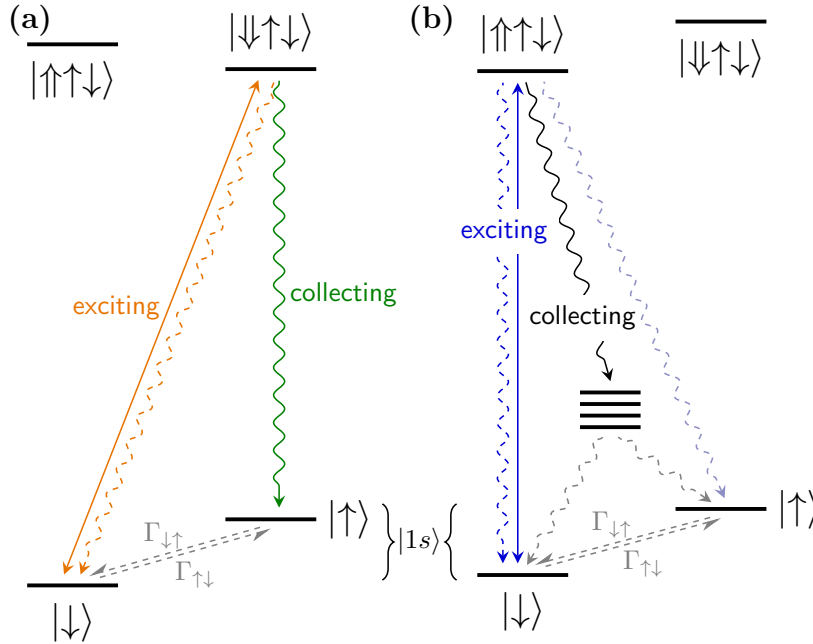 (a)
|⇑↑↓⟩
|⇓↑↓⟩
exciting
collecting
|↑⟩
Γ↓↑
Γ↑↓
|↓⟩
}|1s⟩{
(b)
|⇑↑↓⟩
|⇓↑↓⟩
exciting
collecting
|↑⟩
Γ↓↑
Γ↑↓
|↓⟩